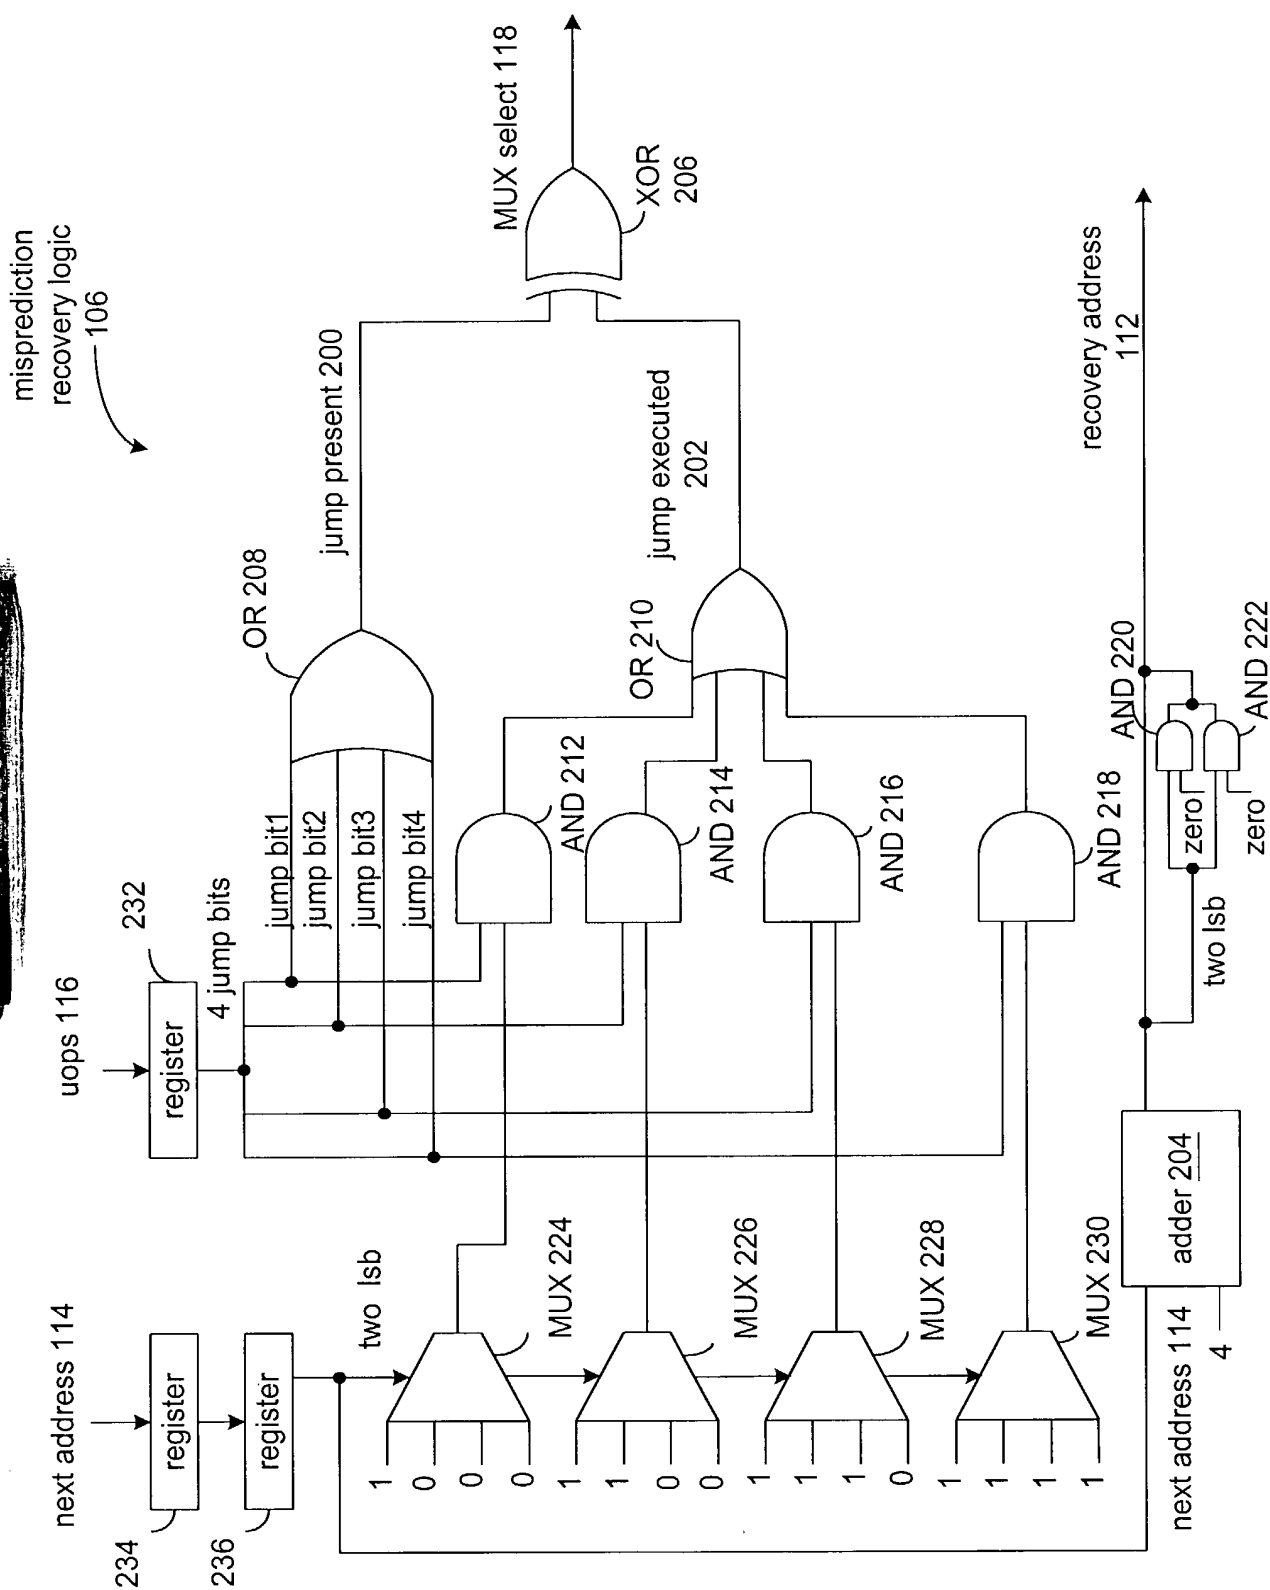 misprediction
recovery logic
106
uops 116
232
register
4 jump bits
jump bit1
jump bit2
jump bit3
jump bit4
OR 208
jump present 200
MUX select 118
XOR
206
next address 114
234
register
236
register
two lsb
AND 212
AND 214
AND 216
AND 218
OR 210
jump executed
202
1
0
0
0
MUX 224
1
1
0
0
MUX 226
1
1
1
0
MUX 228
1
1
1
1
MUX 230
next address 114
4
adder 204
two lsb
zero
zero
AND 220
AND 222
recovery address
112